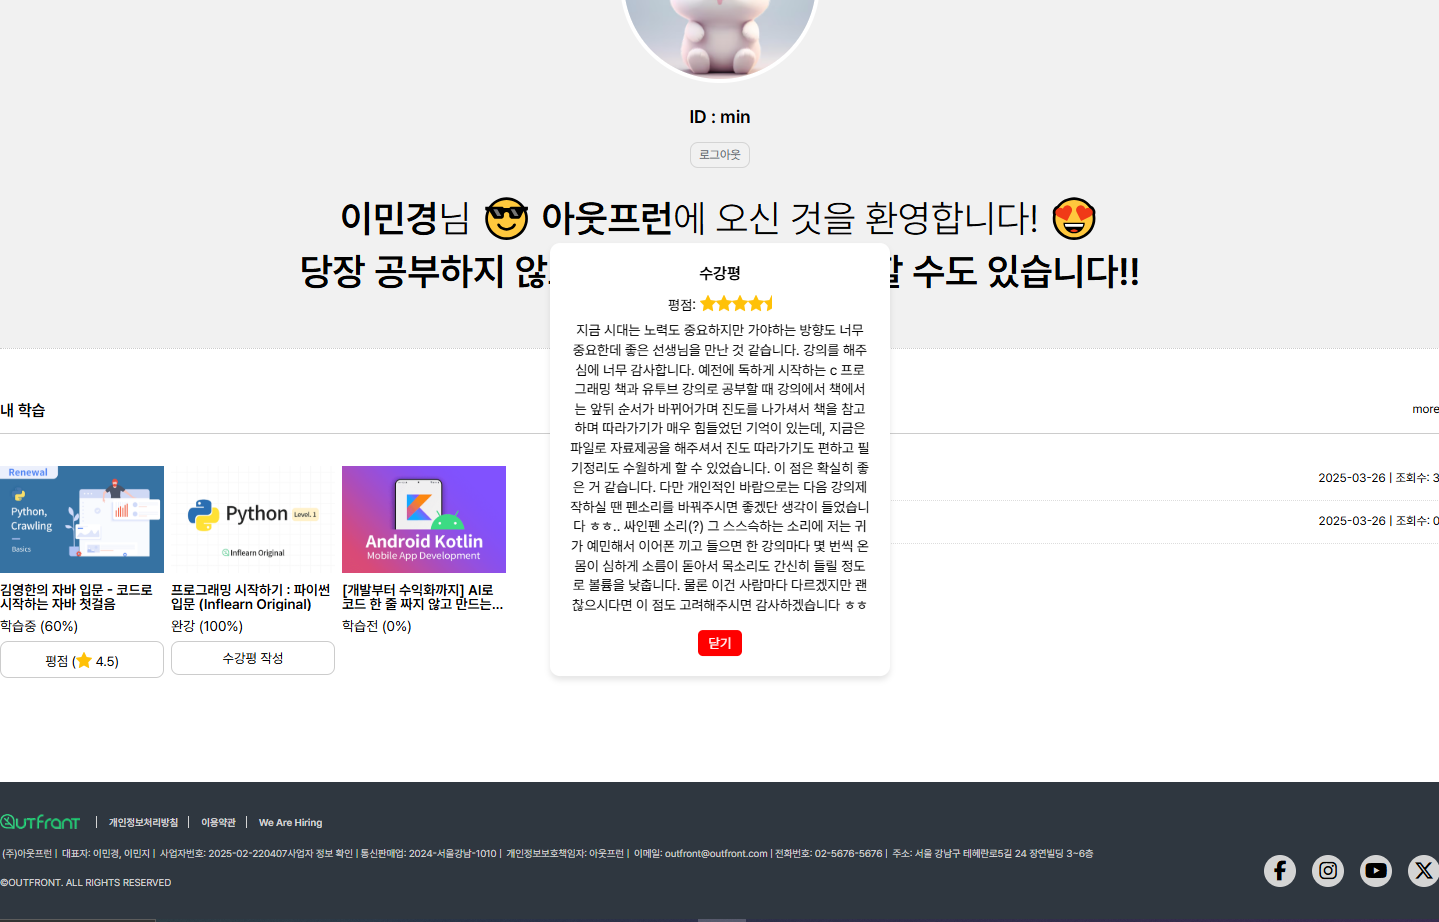 ID : min
로그아웃
이민경님 😎 아웃프런에 오신 것을 환영합니다! 😍
당장 공부하지 않 갈 수도 있습니다!!
수강평
평점:
지금 시대는 노력도 중요하지만 가야하는 방향도 너무
중요한데 좋은 선생님을 만난 것 같습니다. 강의를 해주
심에 너무 감사합니다. 예전에 독하게 시작하는 c 프로
그래밍 책과 유투브 강의로 공부할 때 강의에서 책에서
는 앞뒤 순서가 바뀌어가며 진도를 나가셔서 책을 참고
하며 따라가기가 매우 힘들었던 기억이 있는데, 지금은
파일로 자료제공을 해주셔서 진도 따라가기도 편하고 필
기정리도 수월하게 할 수 있었습니다. 이 점은 확실히 좋
은 거 같습니다. 다만 개인적인 바람으로는 다음 강의제
작하실 땐 펜소리를 바꿔주시면 좋겠단 생각이 들었습니
다 ㅎㅎ.. 싸인펜 소리(?) 그 스스슥하는 소리에 저는 귀
가 예민해서 이어폰 끼고 들으면 한 강의마다 몇 번씩 온
몸이 심하게 소름이 돋아서 목소리도 간신히 들릴 정도
로 볼륨을 낮춥니다. 물론 이건 사람마다 다르겠지만 괜
찮으시다면 이 점도 고려해주시면 감사하겠습니다 ㅎㅎ
닫기
내 학습
more
Renewal
Python,
Crawling
Basics
Python Level. 1
Inflearn Original
Android Kotlin
Mobile App Development
김영한의 자바 입문 - 코드로
시작하는 자바 첫걸음
학습중 (60%)
평점 (⭐ 4.5)
프로그래밍 시작하기 : 파이썬
입문 (Inflearn Original)
완강 (100%)
수강평 작성
[개발부터 수익화까지] AI로
코드 한 줄 짜지 않고 만드는...
학습전 (0%)
2025-03-26 | 조회수: 3
2025-03-26 | 조회수: 0
OUTFRONT | 개인정보처리방침 | 이용약관 | We Are Hiring
(주)아웃프런 | 대표자: 이민경, 이민지 | 사업자번호: 2025-02-220407사업자 정보 확인 | 통신판매업: 2024-서울강남-1010 | 개인정보보호책임자: 아웃프런 | 이메일: outfront@outfront.com | 전화번호: 02-5676-5676 | 주소: 서울 강남구 테헤란로5길 24 장연빌딩 3~6층
©OUTFRONT. ALL RIGHTS RESERVED